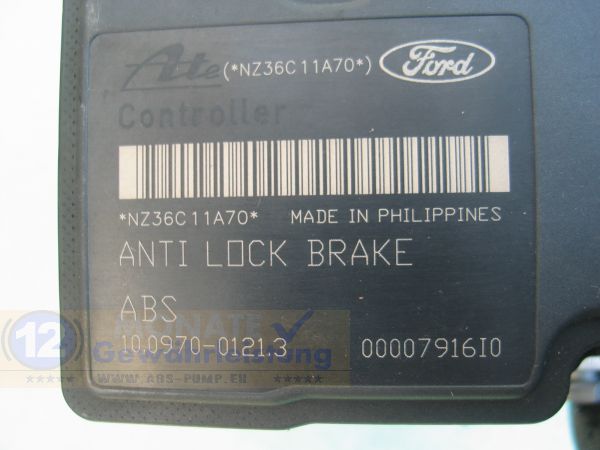 Ate (*NZ36C11A70*) Ford
Controller
*NZ36C11A70* MADE IN PHILIPPINES
ANTI LOCK BRAKE
ABS
10.0970-0121.3 00007916I0
12 MONATE
Gewährleistung
WWW.ABS-PUMP.EU